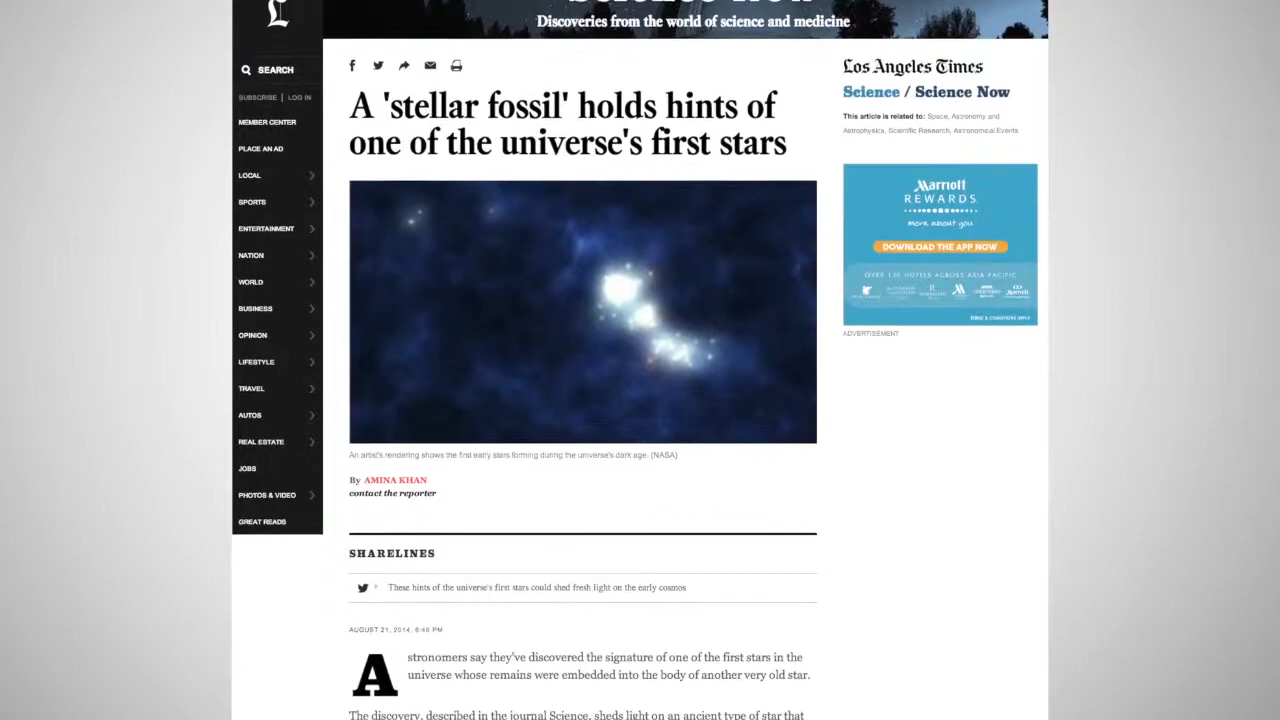 Science Now
Discoveries from the world of science and medicine
SEARCH
SUBSCRIBE | LOG IN
MEMBER CENTER
PLACE AN AD
LOCAL
SPORTS
ENTERTAINMENT
NATION
WORLD
BUSINESS
OPINION
LIFESTYLE
TRAVEL
AUTOS
REAL ESTATE
JOBS
PHOTOS & VIDEO
GREAT READS
A 'stellar fossil' holds hints of
one of the universe's first stars
An artist's rendering shows the first early stars forming during the universe's dark age. (NASA)
By AMINA KHAN
contact the reporter
SHARELINES
These hints of the universe's first stars could shed fresh light on the early cosmos
AUGUST 21, 2014, 6:46 PM
Astronomers say they've discovered the signature of one of the first stars in the
universe whose remains were embedded into the body of another very old star.
The discovery, described in the journal Science, sheds light on an ancient type of star that
Los Angeles Times
Science / Science Now
This article is related to: Space, Astronomy and
Astrophysics, Scientific Research, Astronomical Events
Marriott
REWARDS
more about you
DOWNLOAD THE APP NOW
OVER 130 HOTELS ACROSS ASIA PACIFIC
Marriott
TERMS & CONDITIONS APPLY
ADVERTISEMENT